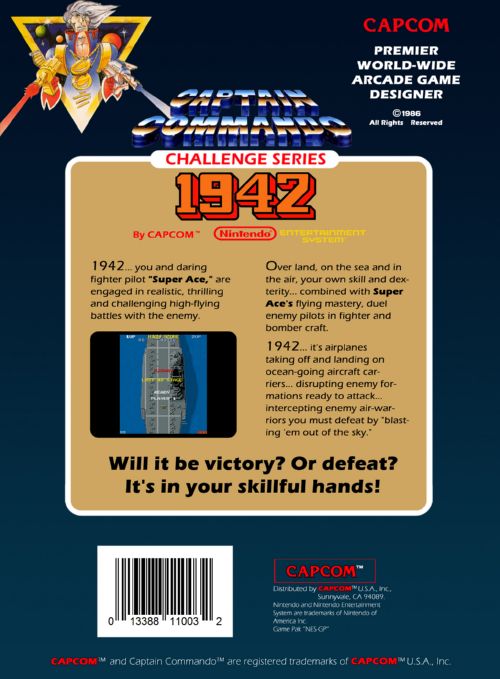 CAPCOM
PREMIER
WORLD-WIDE
ARCADE GAME
DESIGNER
©1986
All Rights Reserved
CAPTAIN
COMMANDO
CHALLENGE SERIES
1942
By CAPCOM™ Nintendo® ENTERTAINMENT
SYSTEM™
1942... you and daring
fighter pilot "Super Ace," are
engaged in realistic, thrilling
and challenging high-flying
battles with the enemy.
Over land, on the sea and in
the air, your own skill and dex-
terity... combined with Super
Ace's flying mastery, duel
enemy pilots in fighter and
bomber craft.
1942... it's airplanes
taking off and landing on
ocean-going aircraft car-
riers... disrupting enemy for-
mations ready to attack...
intercepting enemy air-war-
riors you must defeat by "blast-
ing 'em out of the sky."
1UP HIGH SCORE 2UP
READY
PLAYER 1
Will it be victory? Or defeat?
It's in your skillful hands!
0 13388 11003 2
CAPCOM™
Distributed by CAPCOM™ U.S.A., Inc.,
Sunnyvale, CA 94089.
Nintendo and Nintendo Entertainment
System are trademarks of Nintendo of
America Inc.
Game Pak "NES-GP"
CAPCOM™ and Captain Commando™ are registered trademarks of CAPCOM™ U.S.A., Inc.